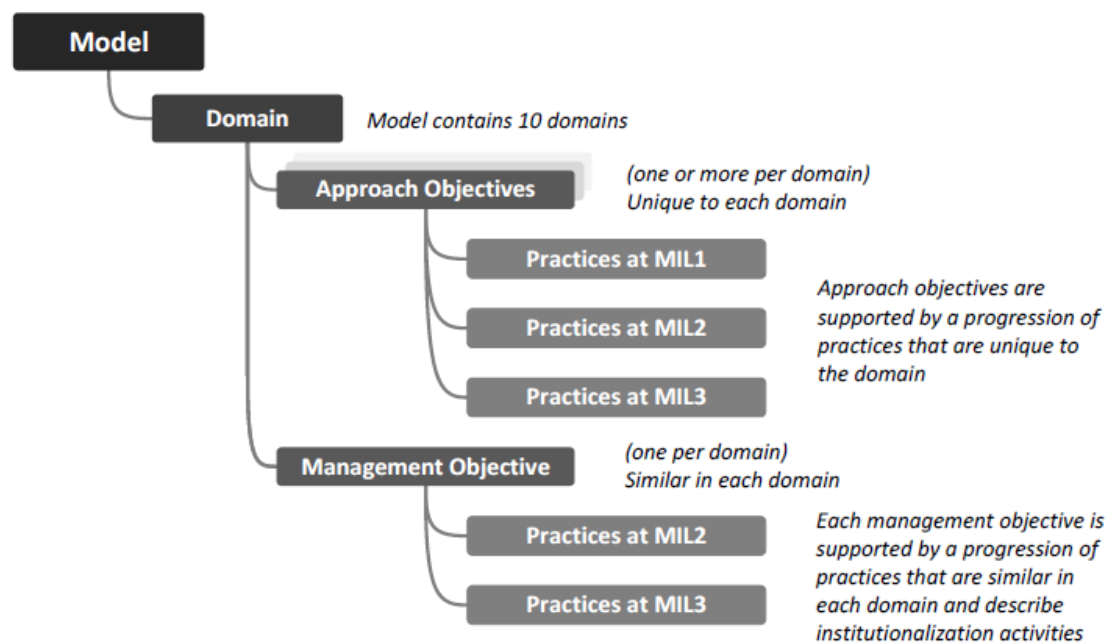 Model
Domain
Model contains 10 domains
Approach Objectives
(one or more per domain)
Unique to each domain
Practices at MIL1
Practices at MIL2
Practices at MIL3
Approach objectives are
supported by a progression of
practices that are unique to
the domain
Management Objective
(one per domain)
Similar in each domain
Practices at MIL2
Practices at MIL3
Each management objective is
supported by a progression of
practices that are similar in
each domain and describe
institutionalization activities